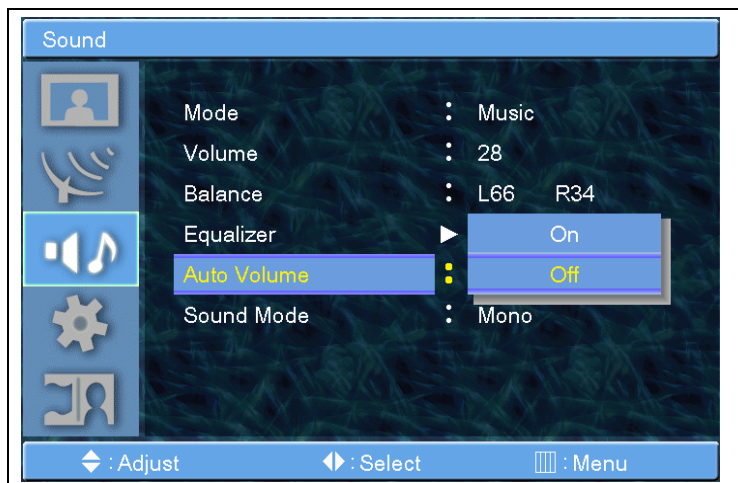 Sound
Mode : Music
Volume : 28
Balance : L66 R34
Equalizer On
Auto Volume : Off
Sound Mode : Mono
: Adjust : Select : Menu